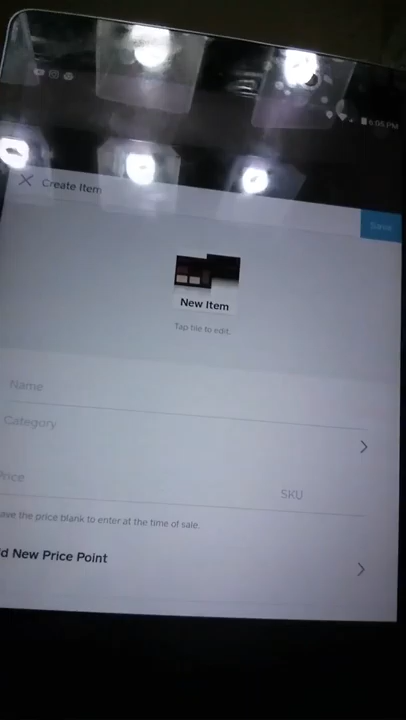 6:05 PM
Create Item
Save
New Item
Tap tile to edit.
Name
Category
Price
SKU
ave the price blank to enter at the time of sale.
d New Price Point